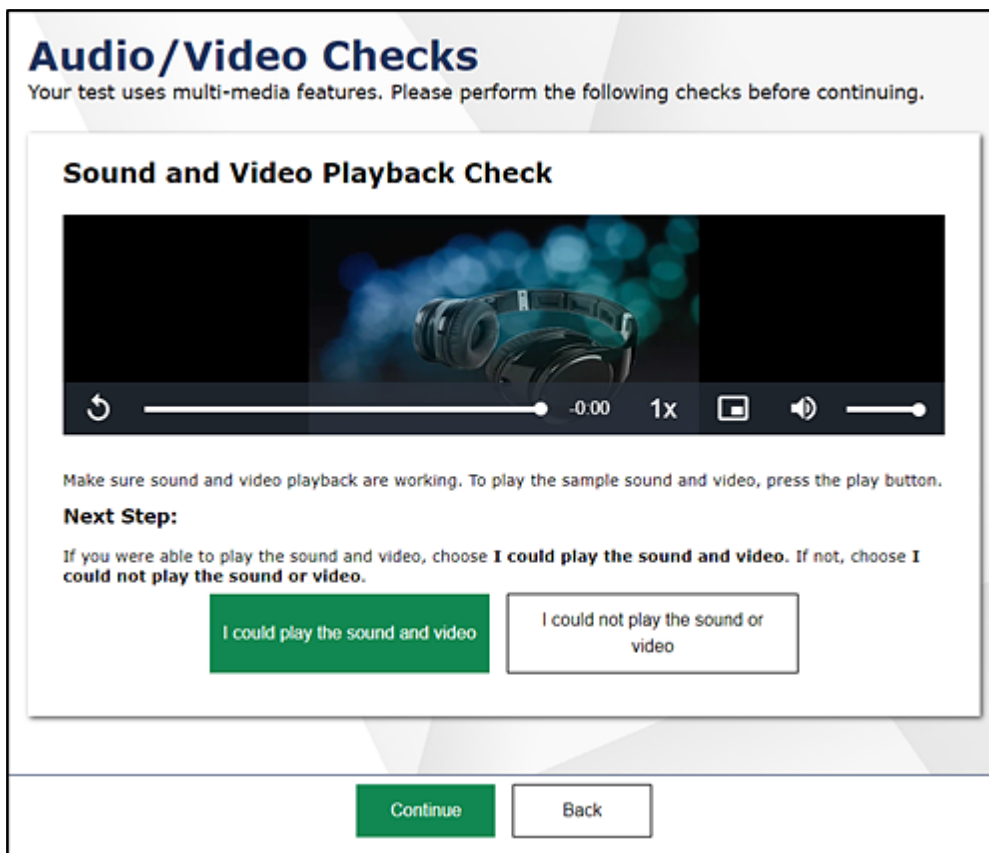 Audio/Video Checks
Your test uses multi-media features. Please perform the following checks before continuing.
Sound and Video Playback Check
-0:00
1x
Make sure sound and video playback are working. To play the sample sound and video, press the play button.
Next Step:
If you were able to play the sound and video, choose I could play the sound and video. If not, choose I
could not play the sound or video.
I could play the sound and video
I could not play the sound or
video
Continue
Back